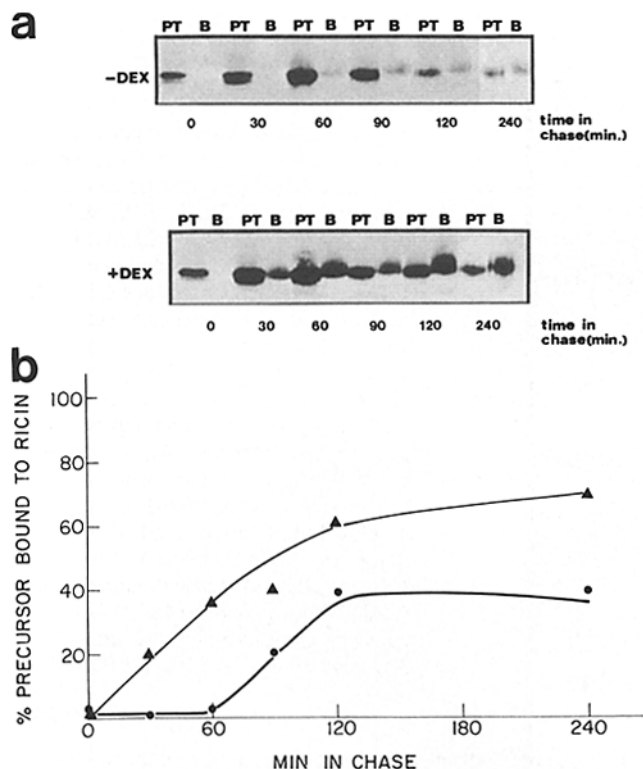 a
PT B PT B PT B PT B PT B PT B
-DEX
0 30 60 90 120 240 time in
chase(min.)
PT B PT B PT B PT B PT B PT B
+DEX
0 30 60 90 120 240 time in
chase(min.)
b
100
80
60
40
20
% PRECURSOR BOUND TO RICIN
0 60 120 180 240
MIN IN CHASE